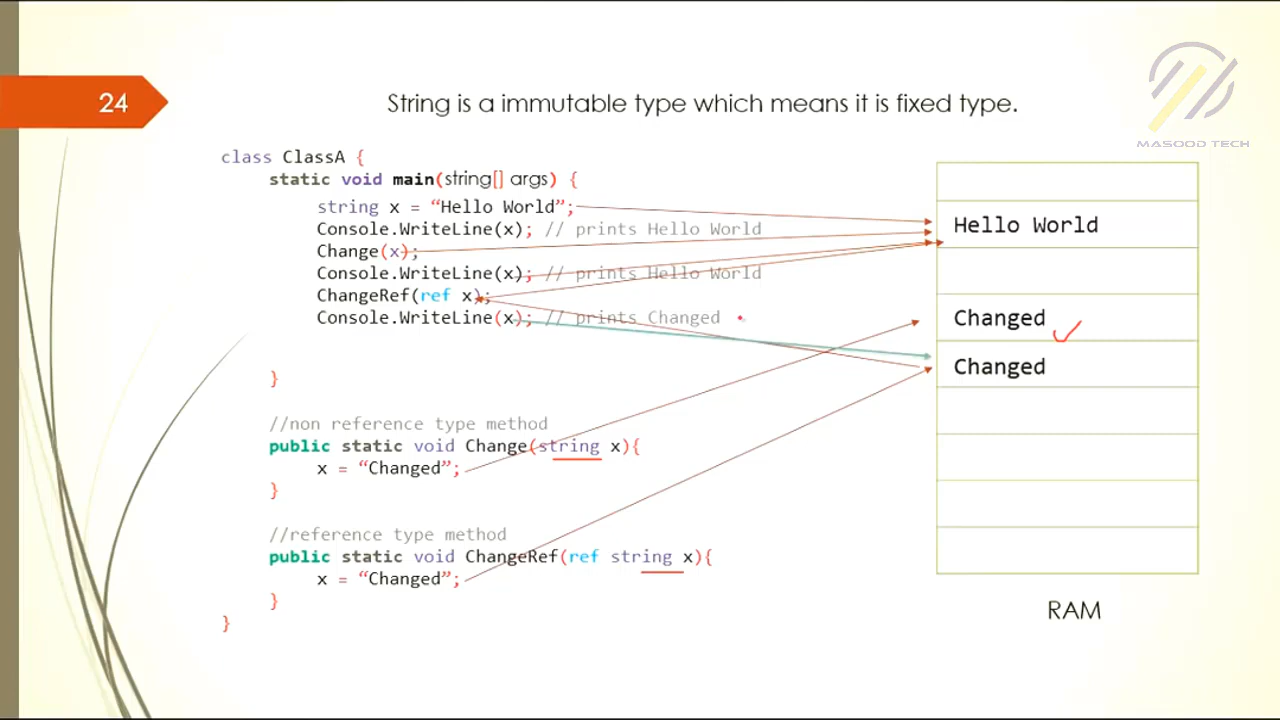 24
String is a immutable type which means it is fixed type.
MASOOD TECH
class ClassA {
static void main(string[] args) {
string x = “Hello World”;
Console.WriteLine(x); // prints Hello World
Change(x);
Console.WriteLine(x); // prints Hello World
ChangeRef(ref x);
Console.WriteLine(x); // prints Changed
}
//non reference type method
public static void Change(string x){
x = “Changed”;
}
//reference type method
public static void ChangeRef(ref string x){
x = “Changed”;
}
}
Hello World
Changed
Changed
RAM